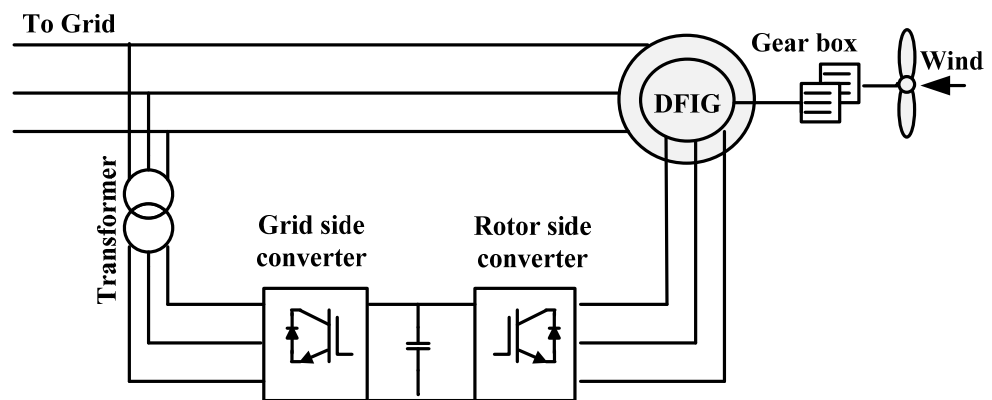 To Grid
Gear box
Wind
DFIG
Transformer
Grid side
converter
Rotor side
converter